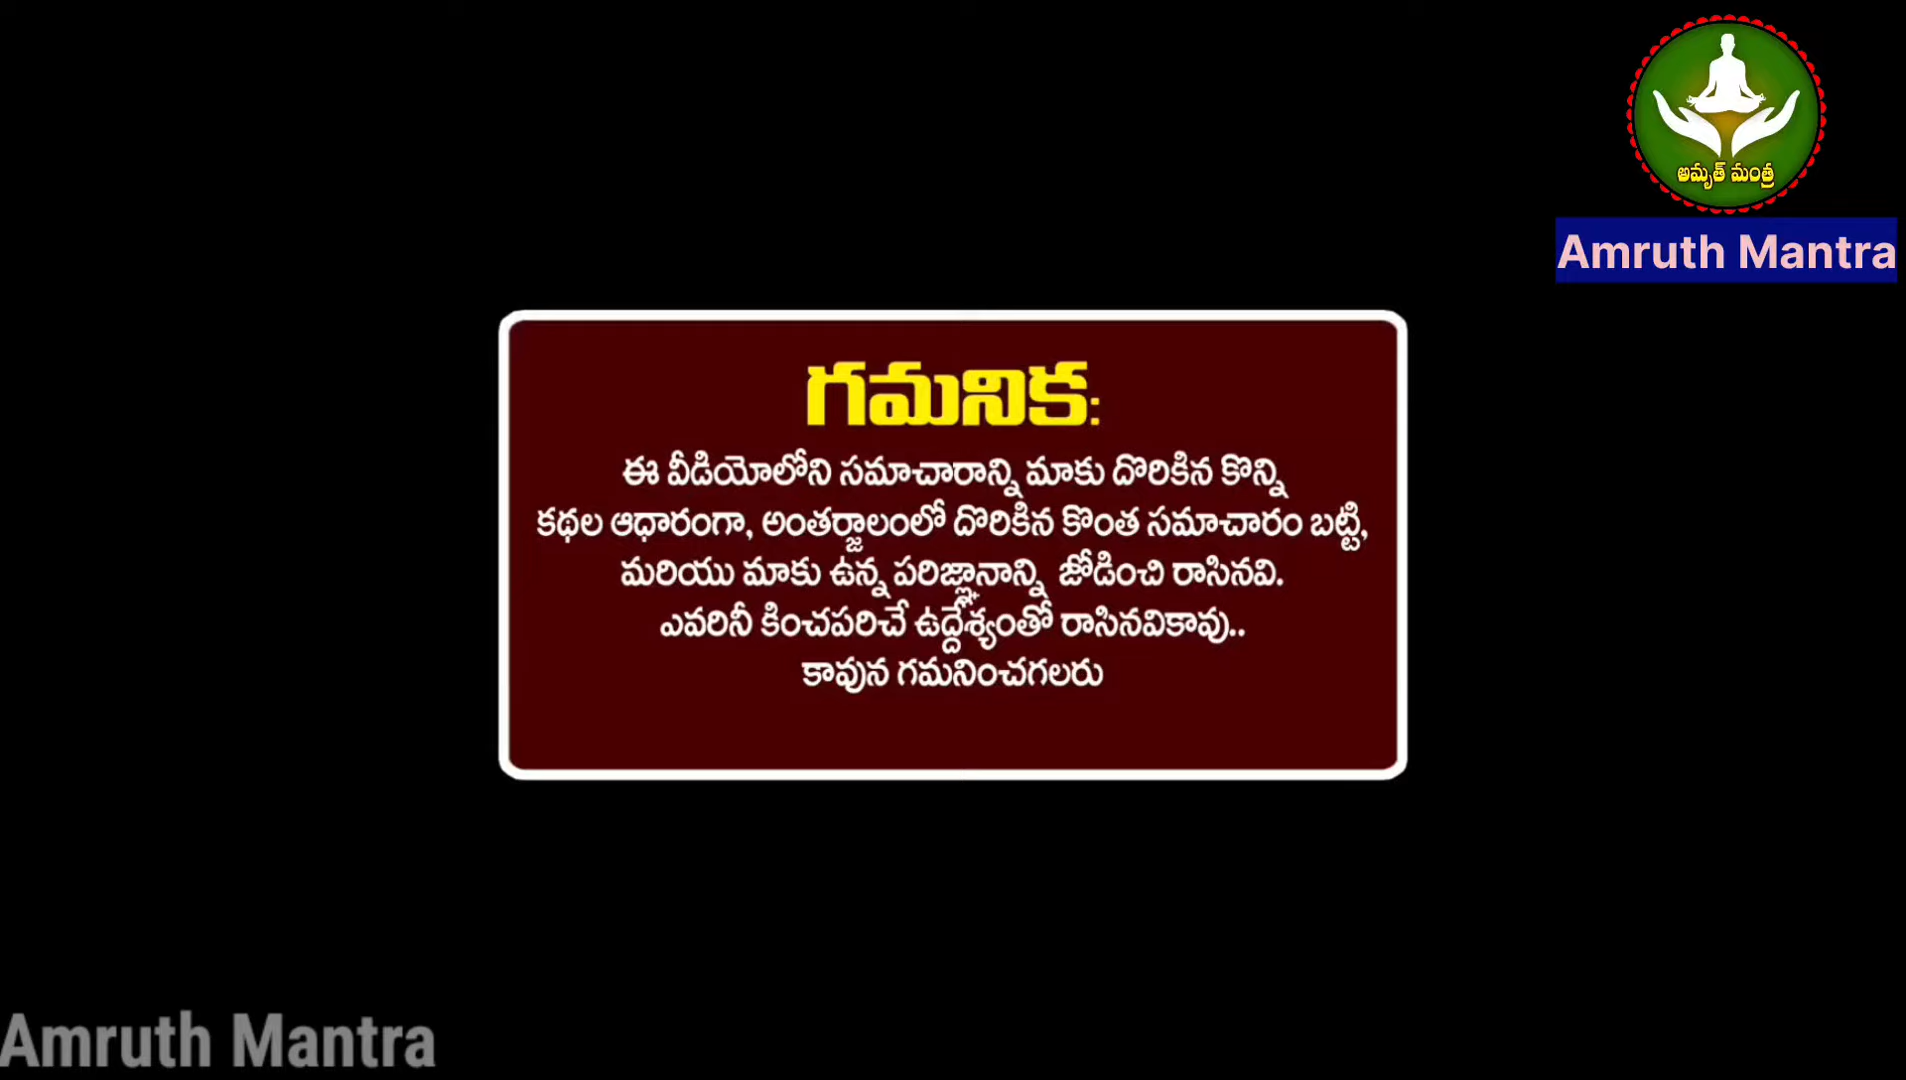 అమృత్ మంత్ర
Amruth Mantra
గమనిక:
ఈ వీడియోలోని సమాచారాన్ని మాకు దొరికిన కొన్ని
కథల ఆధారంగా, అంతర్జాలంలో దొరికిన కొంత సమాచారం బట్టి,
మరియు మాకు ఉన్న పరిజ్ఞానాన్ని జోడించి రాసినవి.
ఎవరినీ కించపరిచే ఉద్దేశ్యంతో రాసినవికావు..
కావున గమనించగలరు
Amruth Mantra